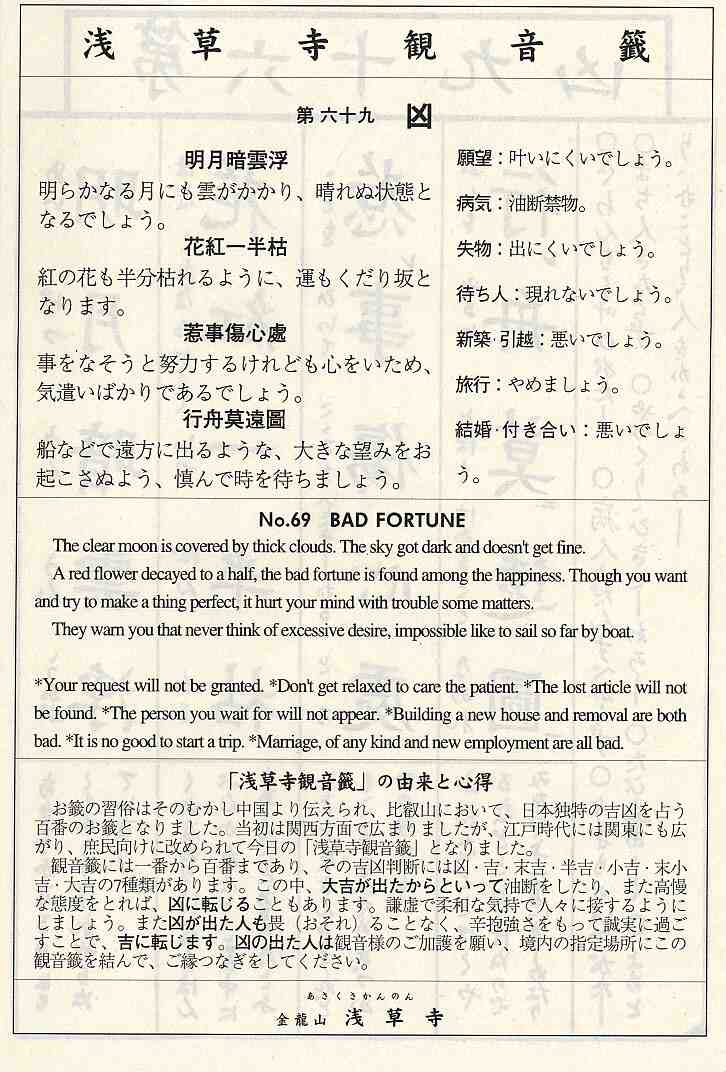 浅草寺観音籤
第六十九 凶
明月暗雲浮
明らかなる月にも雲がかかり、晴れぬ状態と
なるでしょう。
花紅一半枯
紅の花も半分枯れるように、運もくだり坂と
なります。
惹事傷心處
事をなそうと努力するけれども心をいため、
気遣いばかりであるでしょう。
行舟莫遠圖
船などで遠方に出るような、大きな望みをお
起こさぬよう、慎んで時を待ちましょう。
願望：叶いにくいでしょう。
病気：油断禁物。
失物：出にくいでしょう。
待ち人：現れないでしょう。
新築･引越：悪いでしょう。
旅行：やめましょう。
結婚･付き合い：悪いでしょ
う。
No.69 BAD FORTUNE
The clear moon is covered by thick clouds. The sky got dark and doesn't get fine.
A red flower decayed to a half, the bad fortune is found among the happiness. Though you want
and try to make a thing perfect, it hurt your mind with trouble some matters.
They warn you that never think of excessive desire, impossible like to sail so far by boat.
*Your request will not be granted. *Don't get relaxed to care the patient. *The lost article will not
be found. *The person you wait for will not appear. *Building a new house and removal are both
bad. *It is no good to start a trip. *Marriage, of any kind and new employment are all bad.
「浅草寺観音籤」の由来と心得
お籤の習俗はそのむかし中国より伝えられ、比叡山において、日本独特の吉凶を占う
百番のお籤となりました。当初は関西方面で広まりましたが、江戸時代には関東にも広
がり、庶民向けに改められて今日の「浅草寺観音籤」となりました。
観音籤には一番から百番まであり、その吉凶判断には凶･吉･末吉･半吉･小吉･末小
吉･大吉の7種類があります。この中、大吉が出たからといって油断をしたり、また高慢
な態度をとれば、凶に転じることもあります。謙虚で柔和な気持で人々に接するように
しましょう。また凶が出た人も畏（おそれ）ることなく、辛抱強さをもって誠実に過ご
すことで、吉に転じます。凶の出た人は観音様のご加護を願い、境内の指定場所にこの
観音籤を結んで、ご縁つなぎをしてください。
あさくさかんのん
金龍山 浅草寺